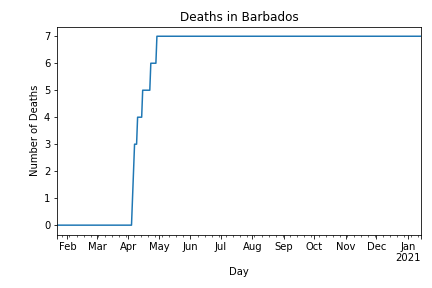 Deaths in Barbados
Number of Deaths
7
6
5
4
3
2
1
0
Feb Mar Apr May Jun Jul Aug Sep Oct Nov Dec Jan
2021
Day